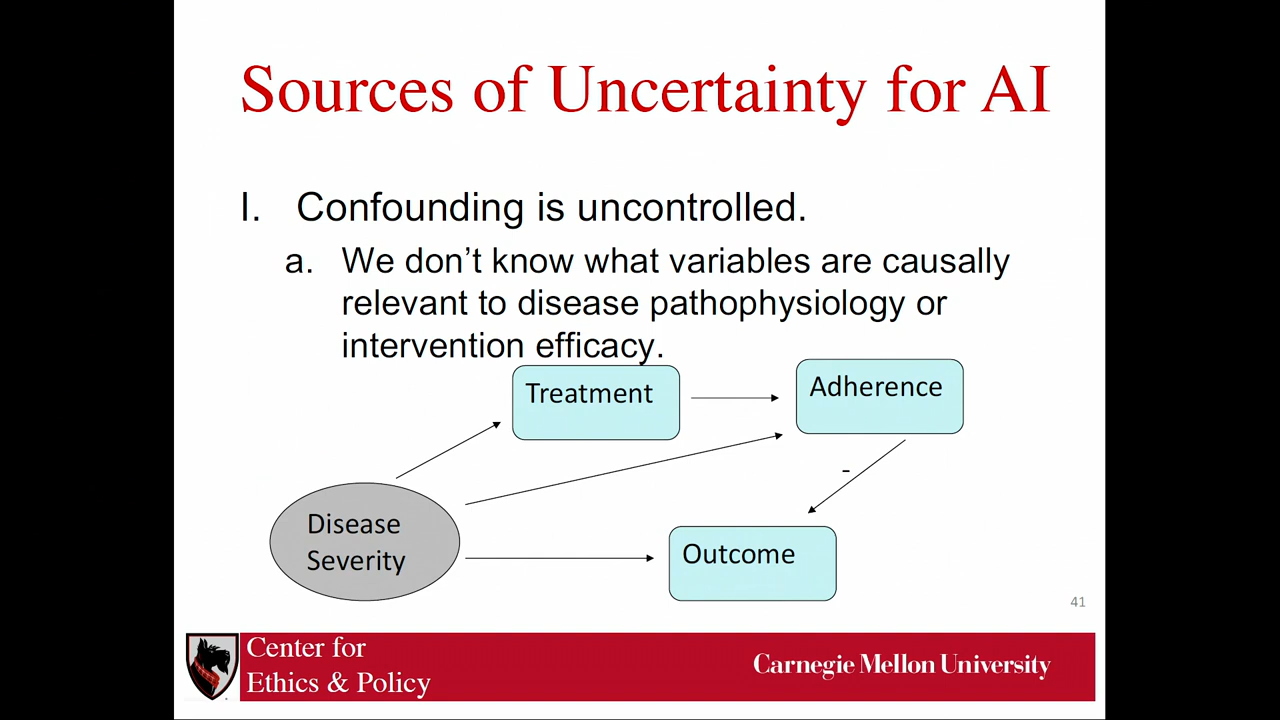 Sources of Uncertainty for AI
I. Confounding is uncontrolled.
a. We don’t know what variables are causally
relevant to disease pathophysiology or
intervention efficacy.
Treatment
Adherence
-
Disease
Severity
Outcome
41
Center for
Ethics & Policy
Carnegie Mellon University